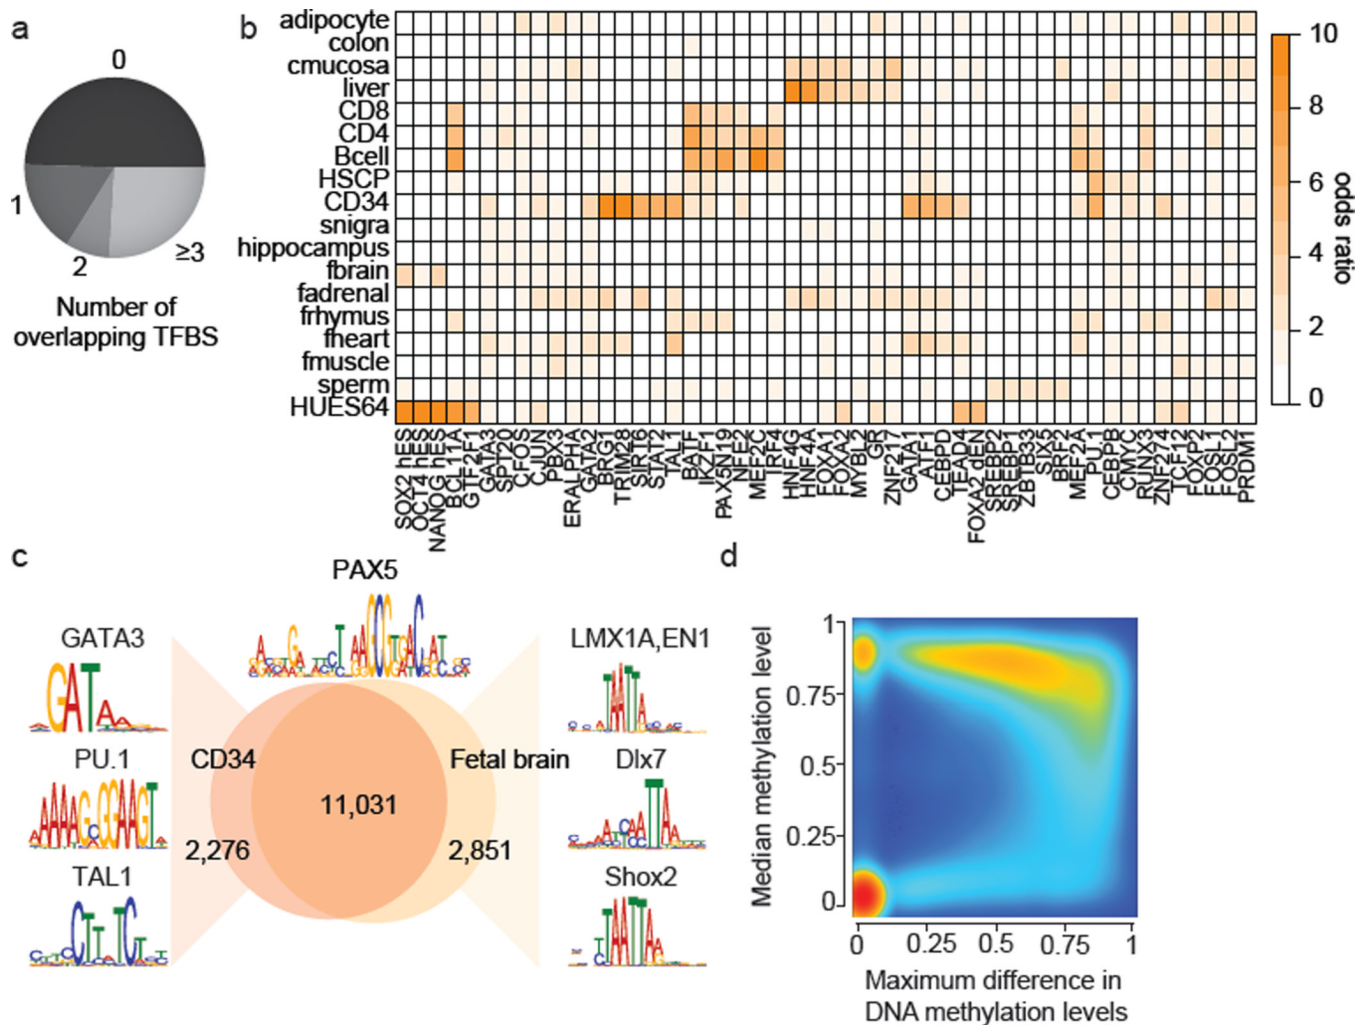 a
0
1
2
≥3
Number of
overlapping TFBS
b
adipocyte
colon
cmucosa
liver
CD8
CD4
Bcell
HSCP
CD34
snigra
hippocampus
fbrain
fadrenal
frhymus
fheart
fmuscle
sperm
HUES64
SOX2 hES
OCT4 hES
NANOG hES
BCL11A
GTF2F1
GATA3
SPT20
CFOS
CJUN
PBX3
ERALPHA
GATA2
BRG1
TRIM28
SIRT6
STAT2
TAL1
BATF
IKZF1
PAX5N19
NFE2
MEF2C
IRF4
HNF4G
HNF4A
FOXA1
FOXA2
MYBL2
GR
ZNF217
GATA1
ATF1
CEBPD
TEAD4
FOXA2 dEN
SREBP2
SREBP1
ZBTB33
SIX5
BRF2
MEF2A
PU.1
CEBPB
CMYC
RUNX3
ZNF274
TCF12
FOXP2
FOSL1
FOSL2
PRDM1
10
8
6
4
2
0
odds ratio
c
PAX5
GATA3
PU.1
TAL1
CD34
2,276
11,031
Fetal brain
2,851
LMX1A,EN1
Dlx7
Shox2
d
Median methylation level
1
0.75
0.5
0.25
0
0 0.25 0.5 0.75 1
Maximum difference in
DNA methylation levels